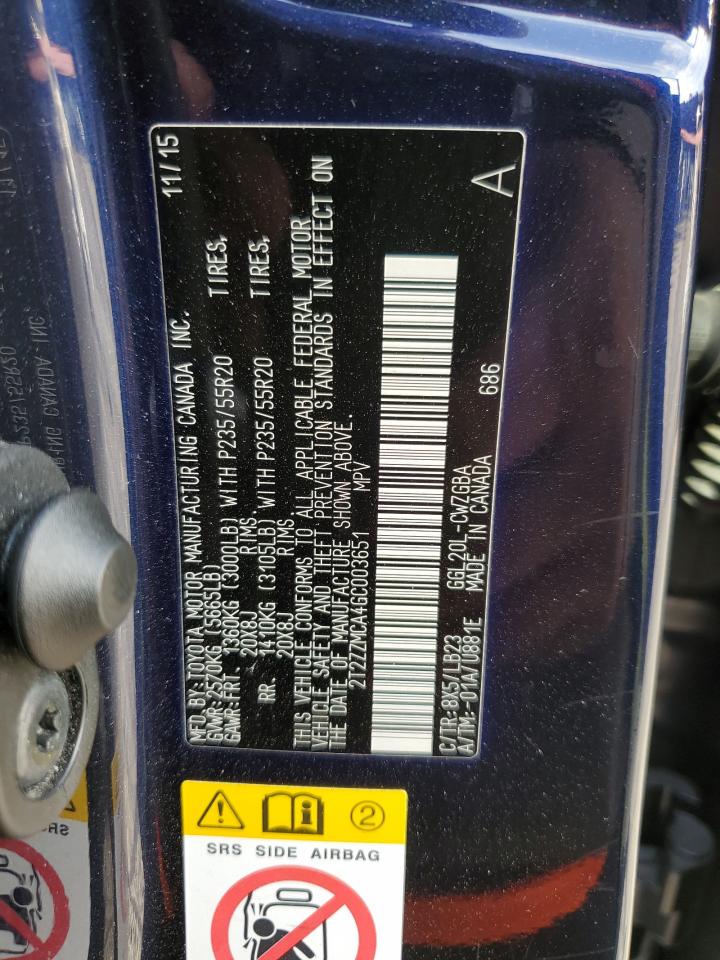 MFD. BY: TOYOTA MOTOR MANUFACTURING CANADA INC. 11/15
GVWR: 2570KG (5665LB)
GAWR: FRT 1360KG (3000LB) WITH P235/55R20 TIRES,
20X8J RIMS
RR. 1410KG (3105LB) WITH P235/55R20 TIRES,
20X8J RIMS
THIS VEHICLE CONFORMS TO ALL APPLICABLE FEDERAL MOTOR
VEHICLE SAFETY AND THEFT PREVENTION STANDARDS IN EFFECT ON
THE DATE OF MANUFACTURE SHOWN ABOVE.
2T2ZZMCA4GC003651 MPV
C/TR: 8X5/LB23 GGL20L-CWZGBA 686
A/TM: -01A/U881E MADE IN CANADA
A
2
SRS SIDE AIRBAG